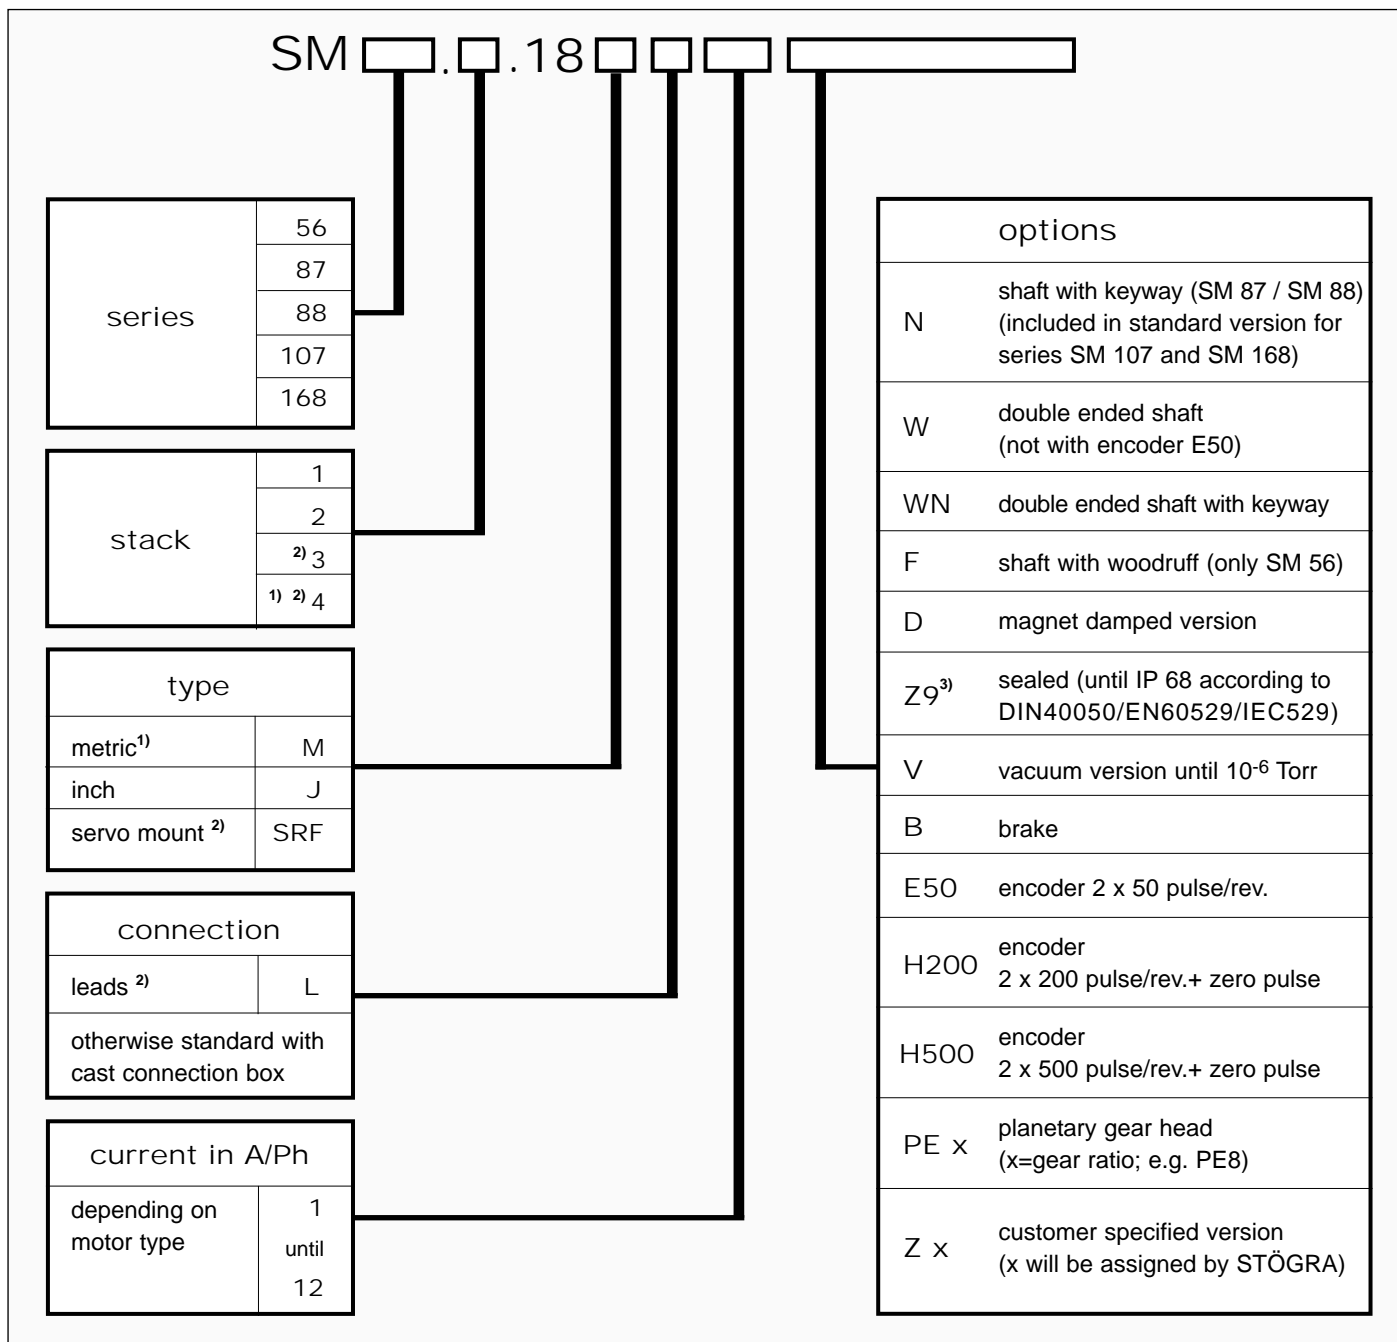 SM . .18
series
56
87
88
107
168
stack
1
2
2) 3
1) 2) 4
type
metric1) M
inch J
servo mount 2) SRF
connection
leads 2) L
otherwise standard with
cast connection box
current in A/Ph
depending on
motor type
1
until
12
options
N
shaft with keyway (SM 87 / SM 88)
(included in standard version for
series SM 107 and SM 168)
W
double ended shaft
(not with encoder E50)
WN double ended shaft with keyway
F shaft with woodruff (only SM 56)
D magnet damped version
Z93)
sealed (until IP 68 according to
DIN40050/EN60529/IEC529)
V vacuum version until 10-6 Torr
B brake
E50 encoder 2 x 50 pulse/rev.
H200
encoder
2 x 200 pulse/rev.+ zero pulse
H500
encoder
2 x 500 pulse/rev.+ zero pulse
PE x
planetary gear head
(x=gear ratio; e.g. PE8)
Z x
customer specified version
(x will be assigned by STÖGRA)